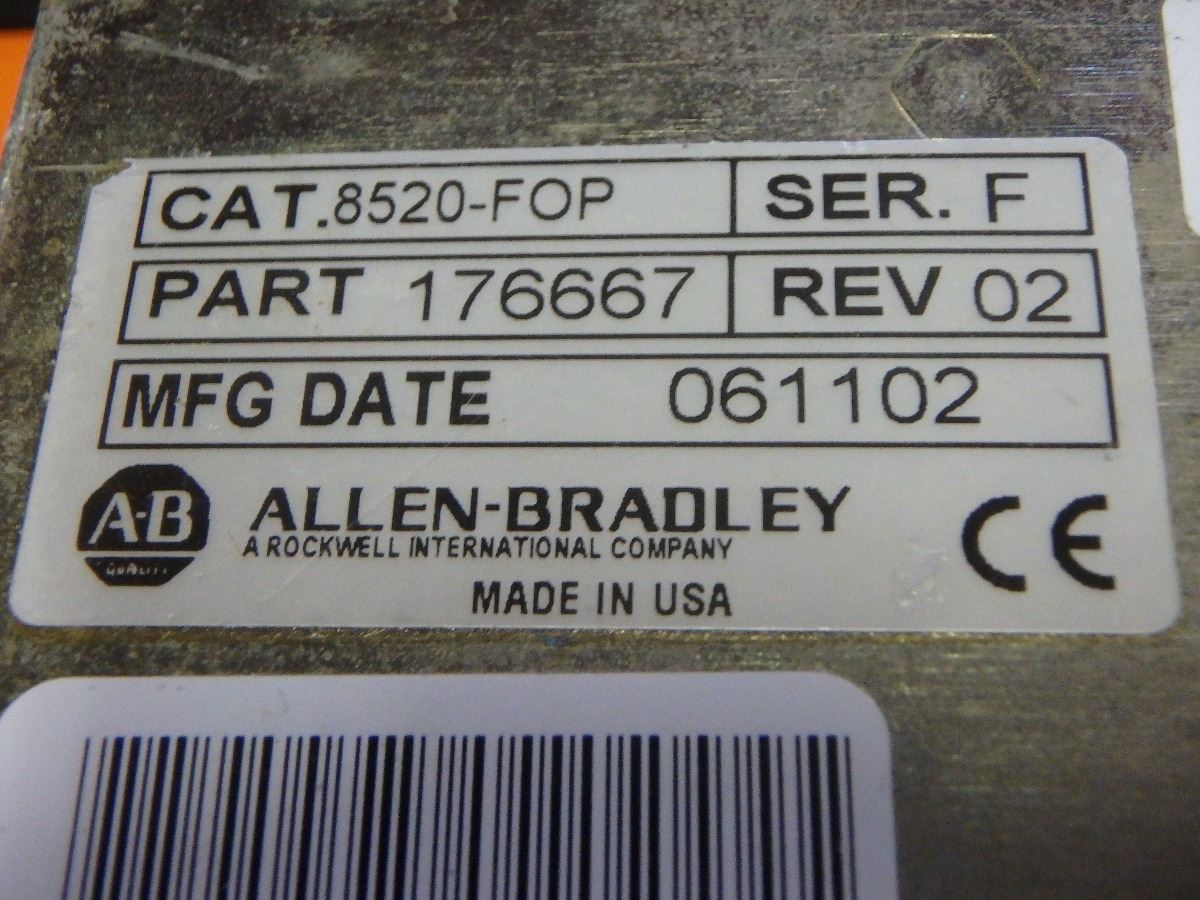 CAT. 8520-FOP SER. F
PART 176667 REV 02
MFG DATE 061102
A-B
QUALITY
ALLEN-BRADLEY
A ROCKWELL INTERNATIONAL COMPANY
MADE IN USA
CE